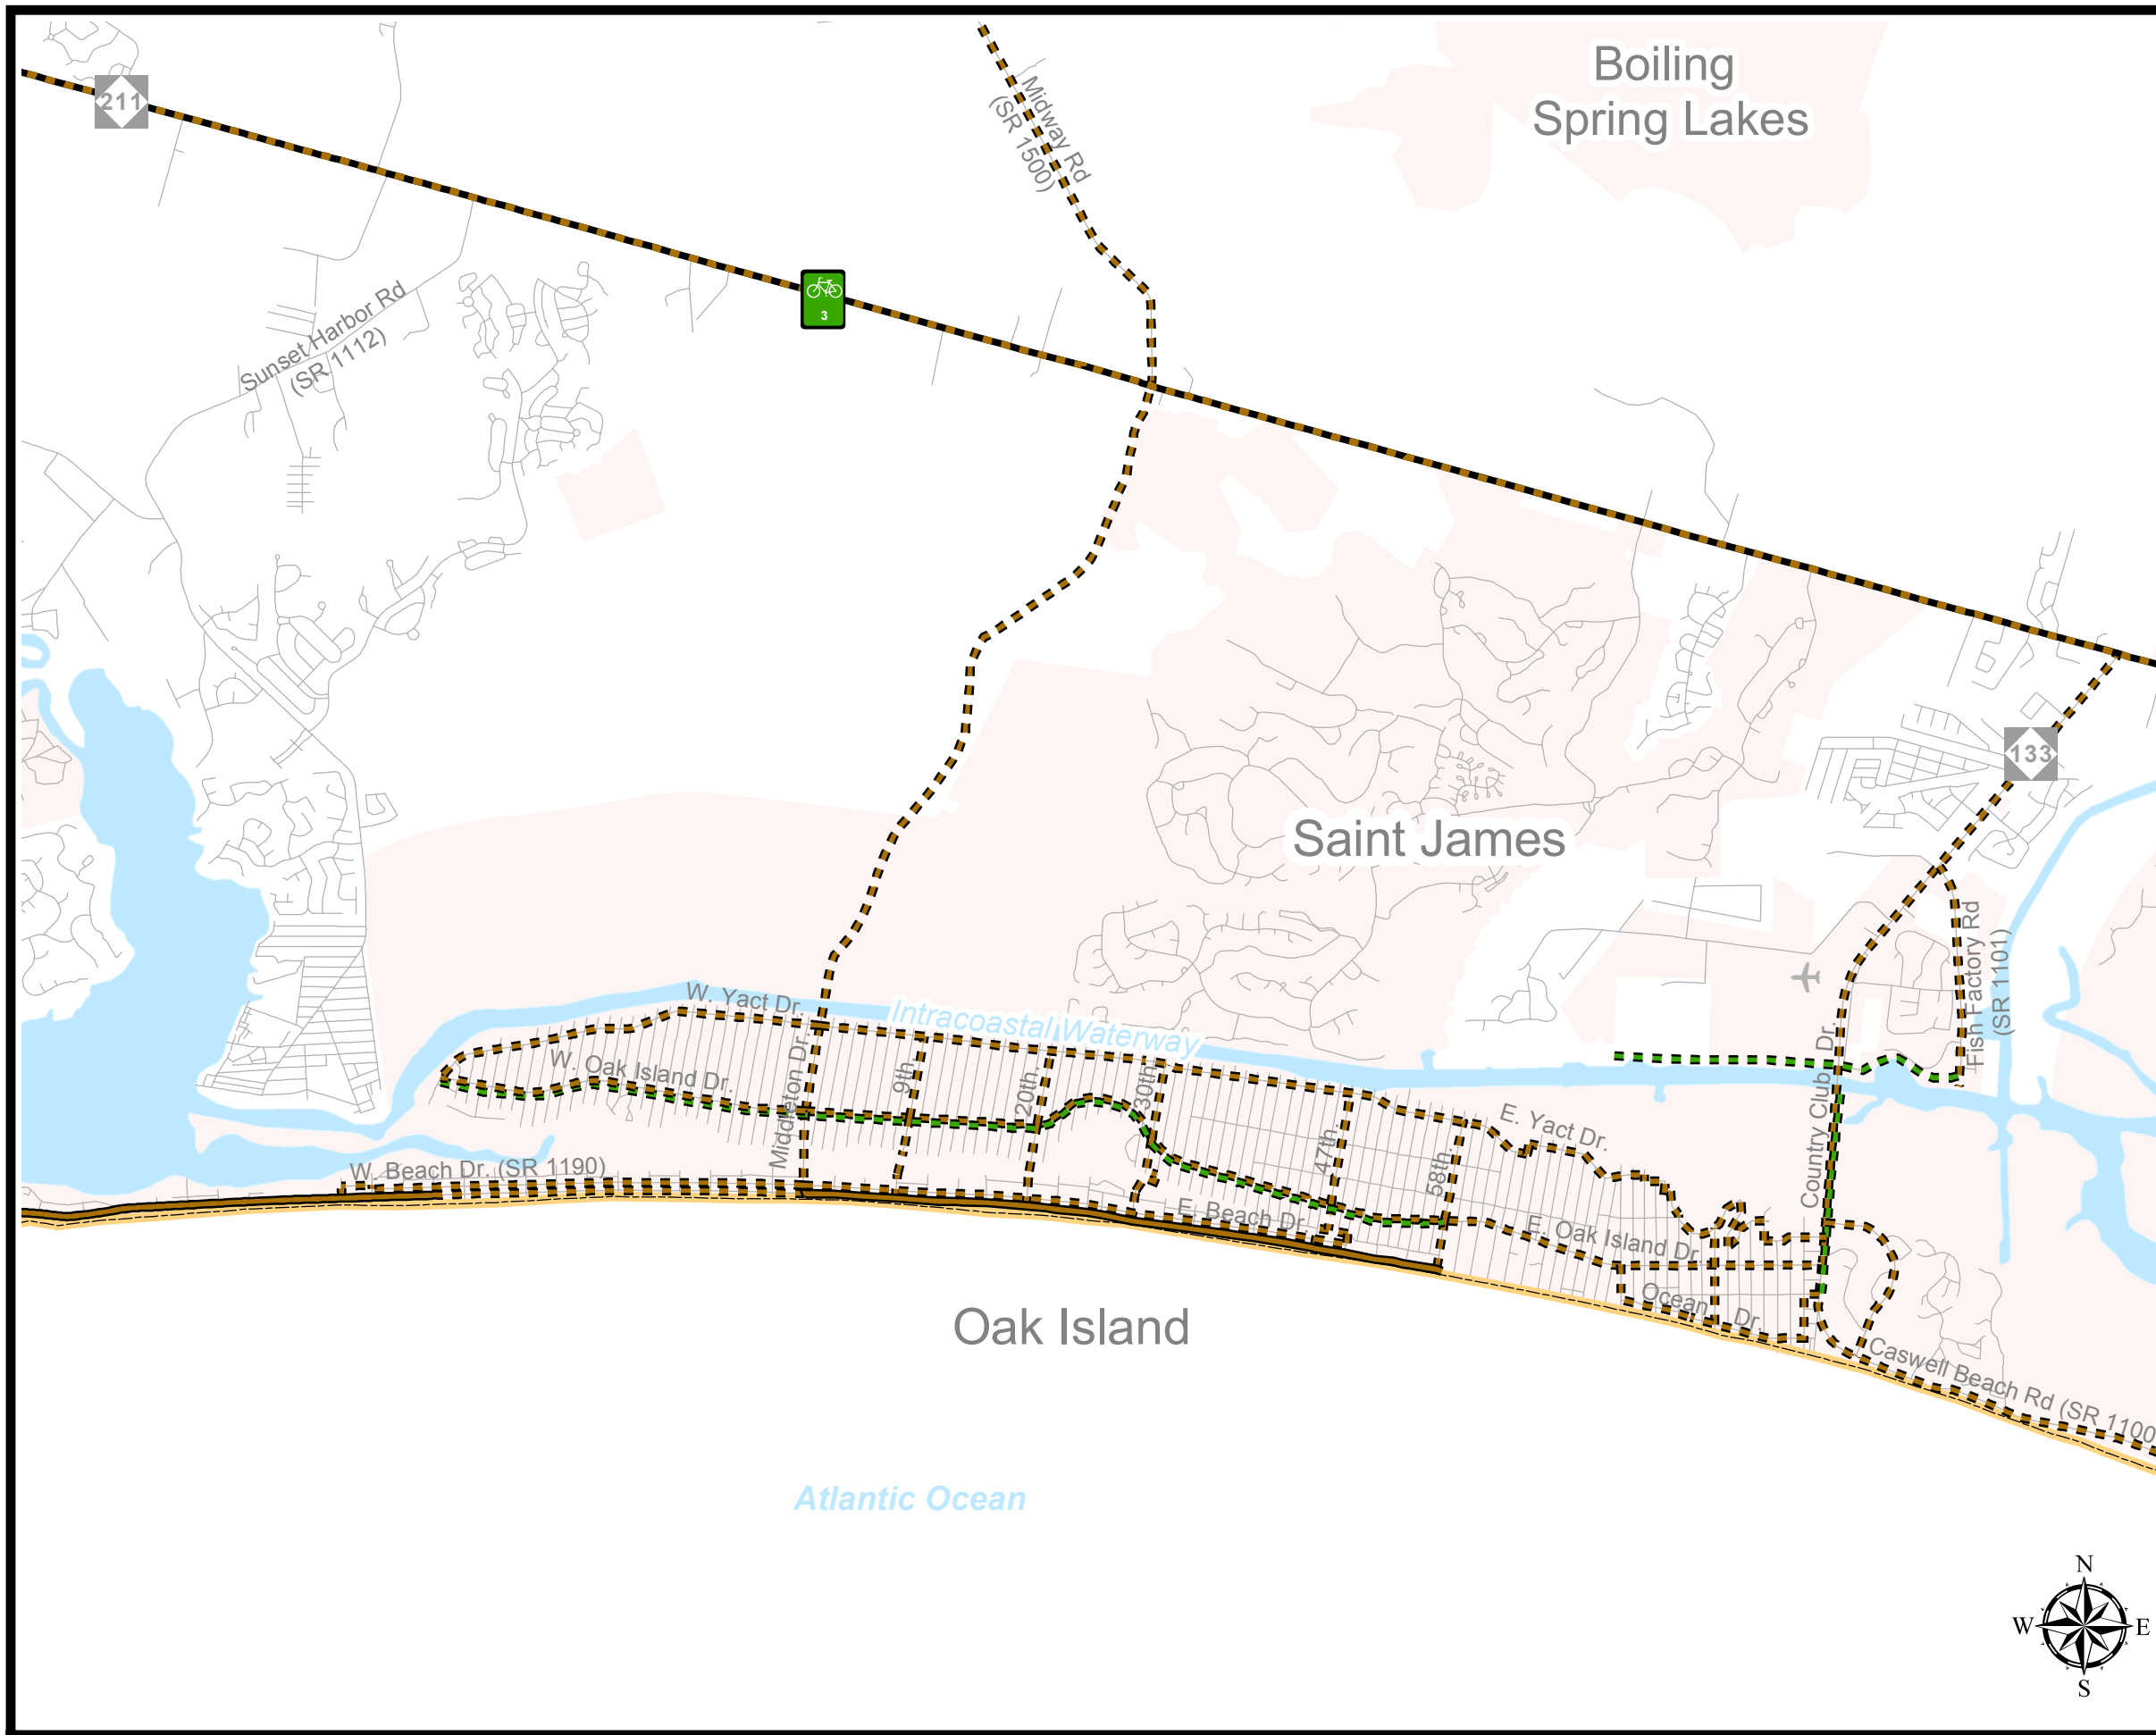 Boiling
Spring Lakes
211
Midway Rd
(SR 1500)
3
Sunset Harbor Rd
(SR 1112)
133
Saint James
Fish Factory Rd
(SR 1101)
W. Yact Dr.
Intracoastal Waterway
W. Oak Island Dr.
Middleton Dr.
9th.
20th.
30th.
47th.
58th.
E. Yact Dr.
Country Club Dr.
W. Beach Dr. (SR 1190)
E. Beach Dr.
E. Oak Island Dr.
Ocean Dr.
Oak Island
Caswell Beach Rd (SR 1100
Atlantic Ocean
N
W E
S